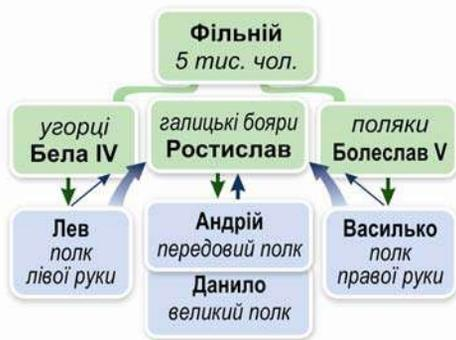 Фільній
5 тис. чол.
угорці
Бела IV
галицькі бояри
Ростислав
поляки
Болеслав V
Лев
полк
лівої руки
Андрій
передовий полк
Данило
великий полк
Василько
полк
правої руки